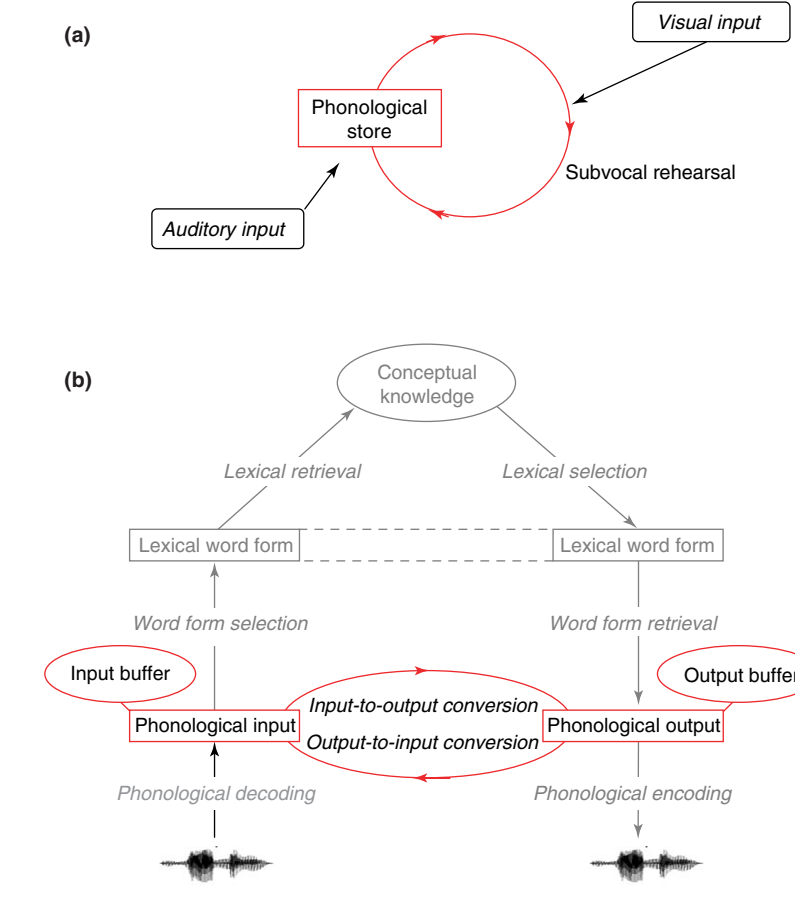 (a)
Visual input
Phonological
store
Subvocal rehearsal
Auditory input
(b)
Conceptual
knowledge
Lexical retrieval
Lexical selection
Lexical word form
Lexical word form
Word form selection
Word form retrieval
Input buffer
Output buffer
Phonological input
Input-to-output conversion
Output-to-input conversion
Phonological output
Phonological decoding
Phonological encoding